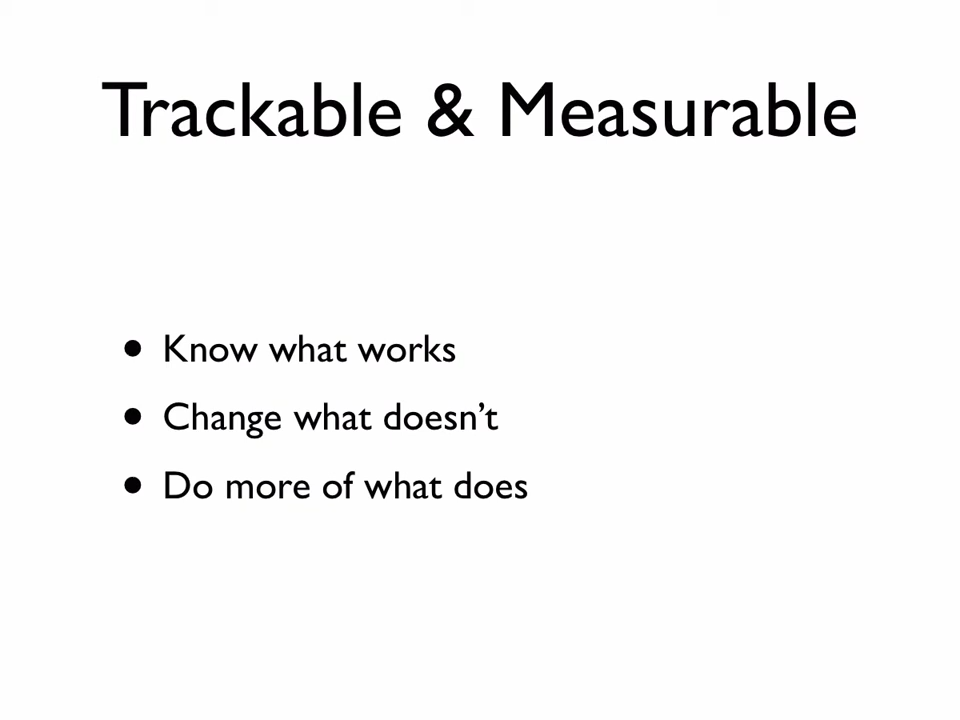 Trackable & Measurable
• Know what works
• Change what doesn’t
• Do more of what does